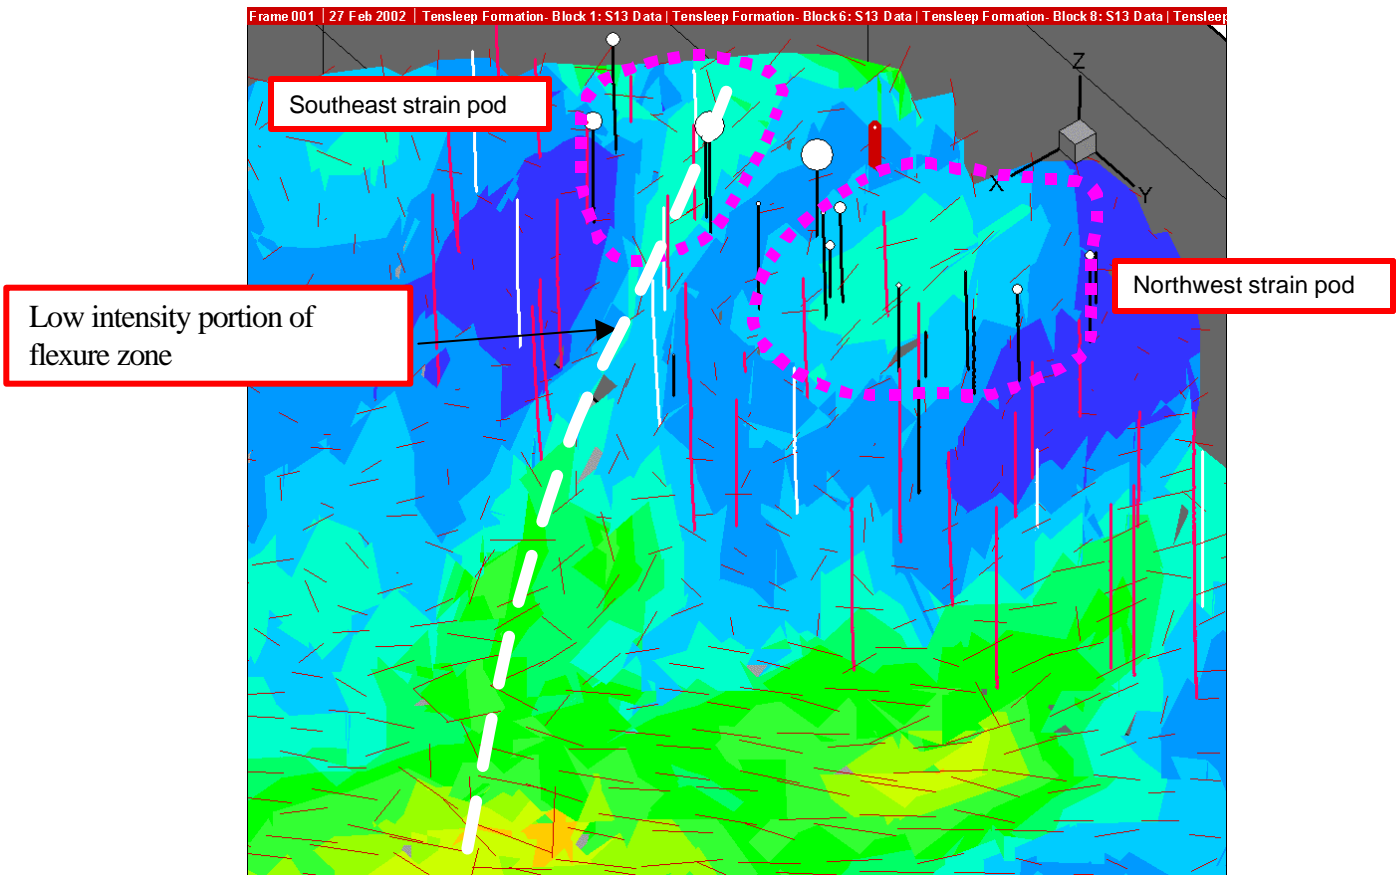 Frame 001 | 27 Feb 2002 | Tensleep Formation- Block 1: S13 Data | Tensleep Formation- Block 6: S13 Data | Tensleep Formation- Block 8: S13 Data | Tensleep
Southeast strain pod
Z
X
Y
Northwest strain pod
Low intensity portion of
flexure zone